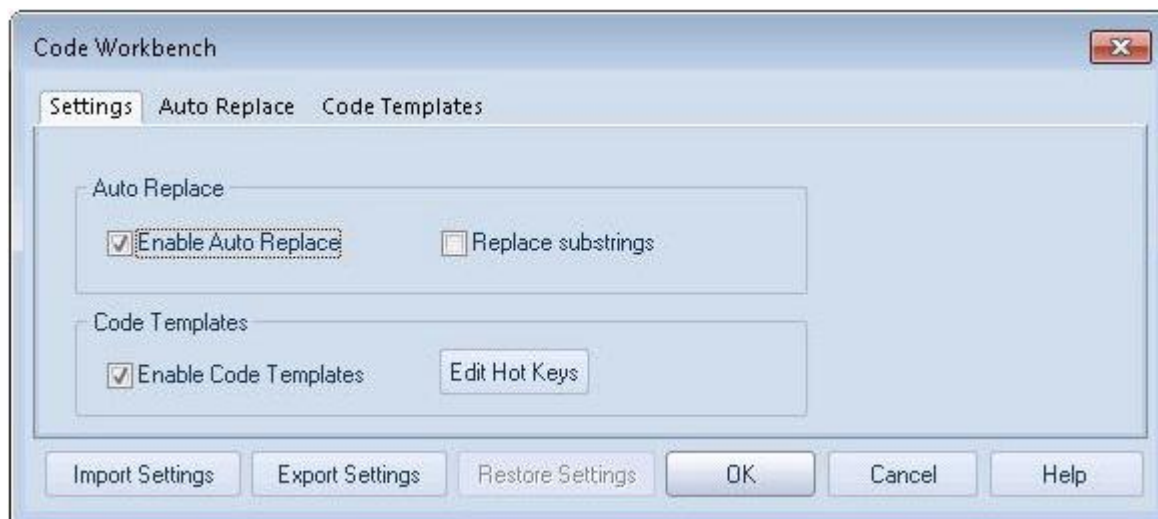 Code Workbench
Settings Auto Replace Code Templates
Auto Replace
Enable Auto Replace Replace substrings
Code Templates
Enable Code Templates Edit Hot Keys
Import Settings Export Settings Restore Settings OK Cancel Help